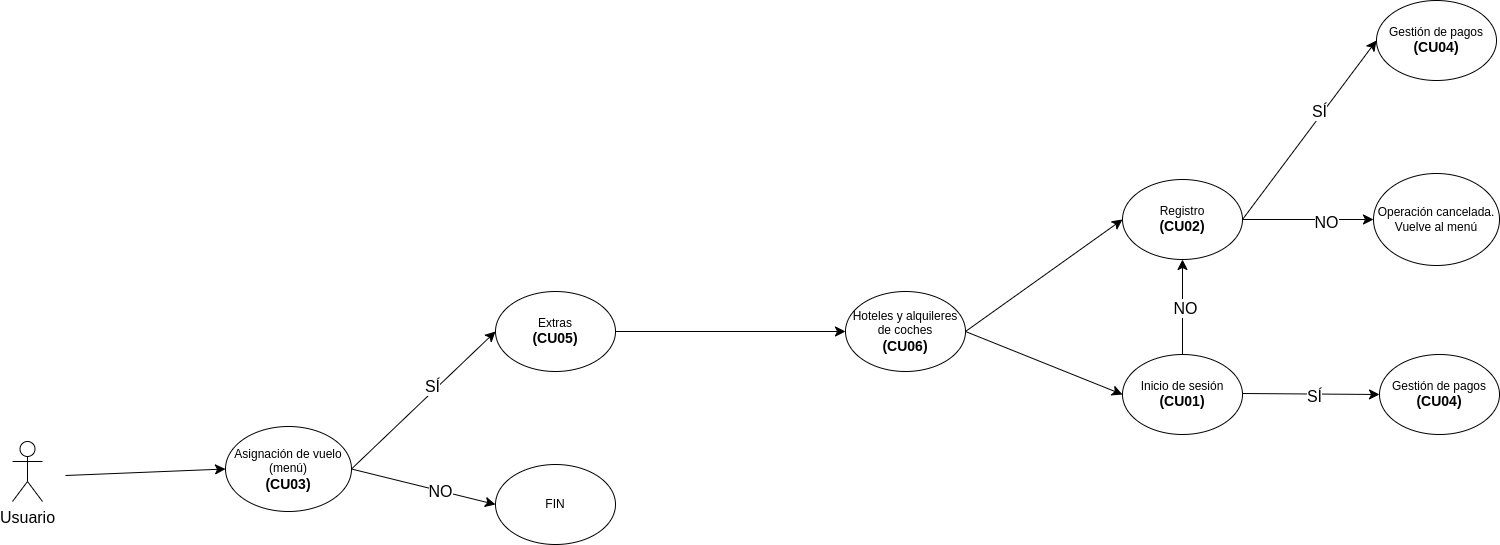 Gestión de pagos
(CU04)
SÍ
Registro
(CU02)
NO
Operación cancelada.
Vuelve al menú
Extras
(CU05)
Hoteles y alquileres
de coches
(CU06)
NO
SÍ
Inicio de sesión
(CU01)
SÍ
Gestión de pagos
(CU04)
Asignación de vuelo
(menú)
(CU03)
NO
FIN
Usuario